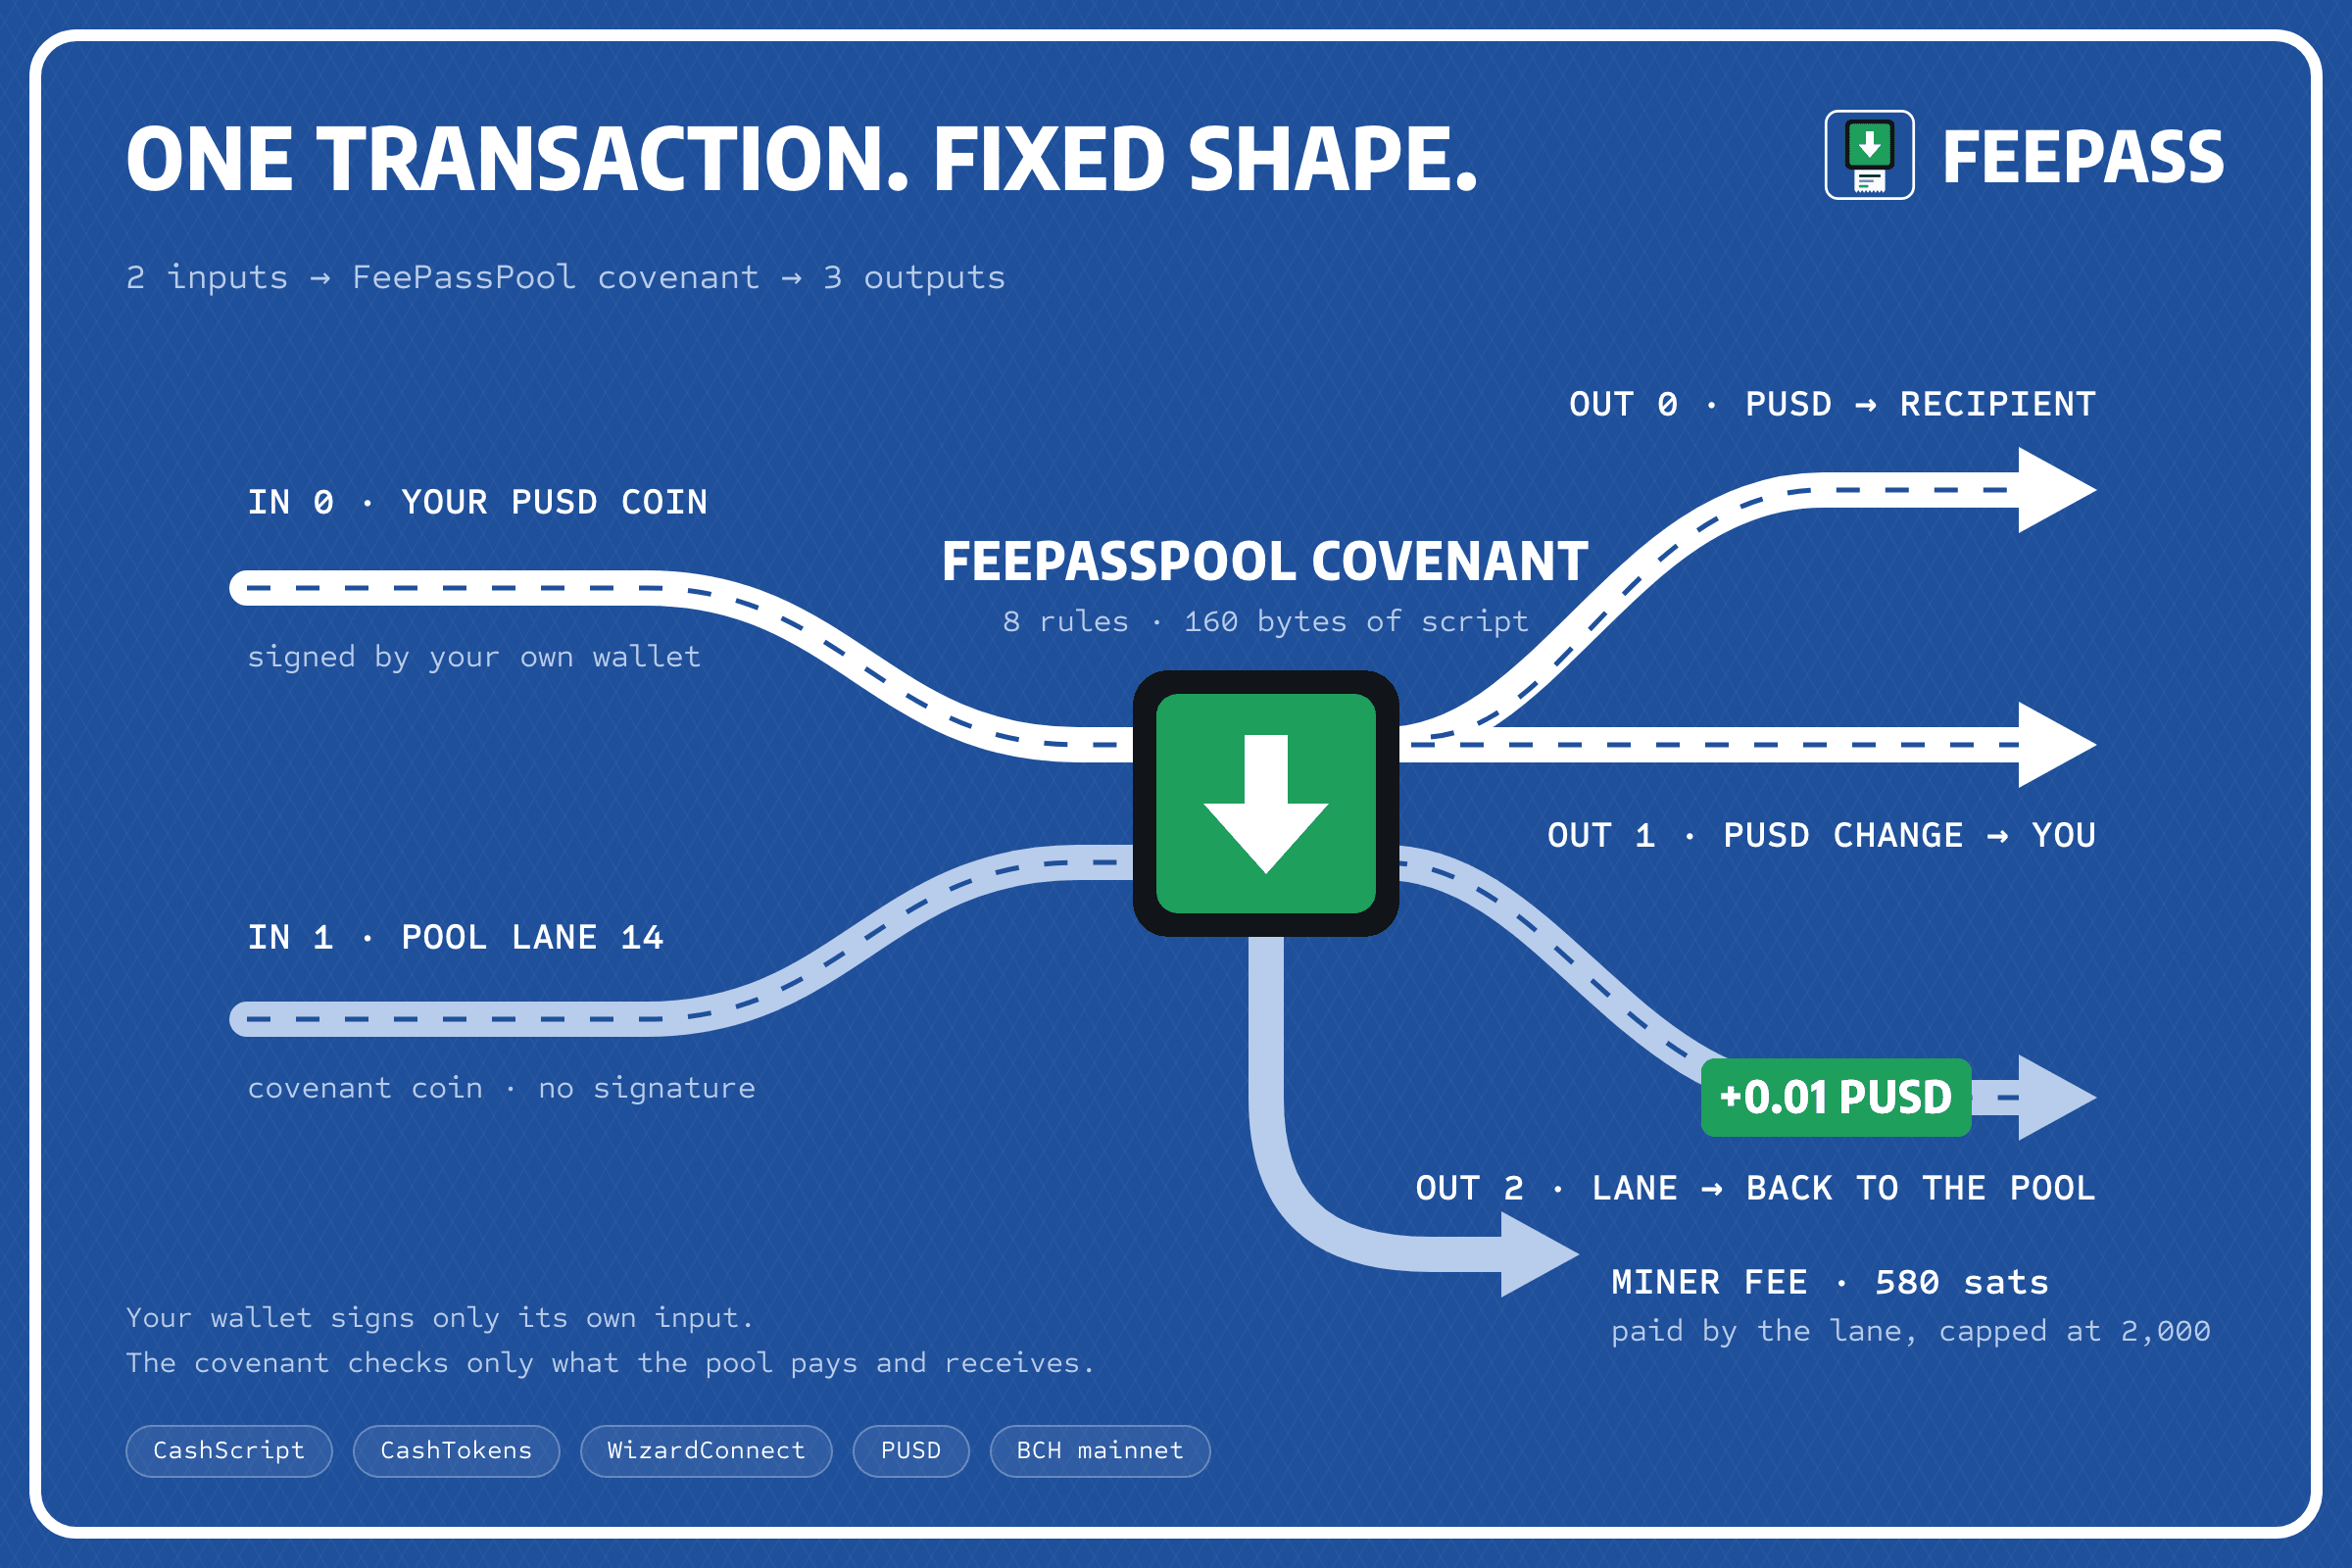 ONE TRANSACTION. FIXED SHAPE.
FEEPASS
2 inputs → FeePassPool covenant → 3 outputs
OUT 0 · PUSD → RECIPIENT
IN 0 · YOUR PUSD COIN
signed by your own wallet
FEEPASSPOOL COVENANT
8 rules · 160 bytes of script
OUT 1 · PUSD CHANGE → YOU
IN 1 · POOL LANE 14
covenant coin · no signature
+0.01 PUSD
OUT 2 · LANE → BACK TO THE POOL
MINER FEE · 580 sats
paid by the lane, capped at 2,000
Your wallet signs only its own input.
The covenant checks only what the pool pays and receives.
CashScript
CashTokens
WizardConnect
PUSD
BCH mainnet